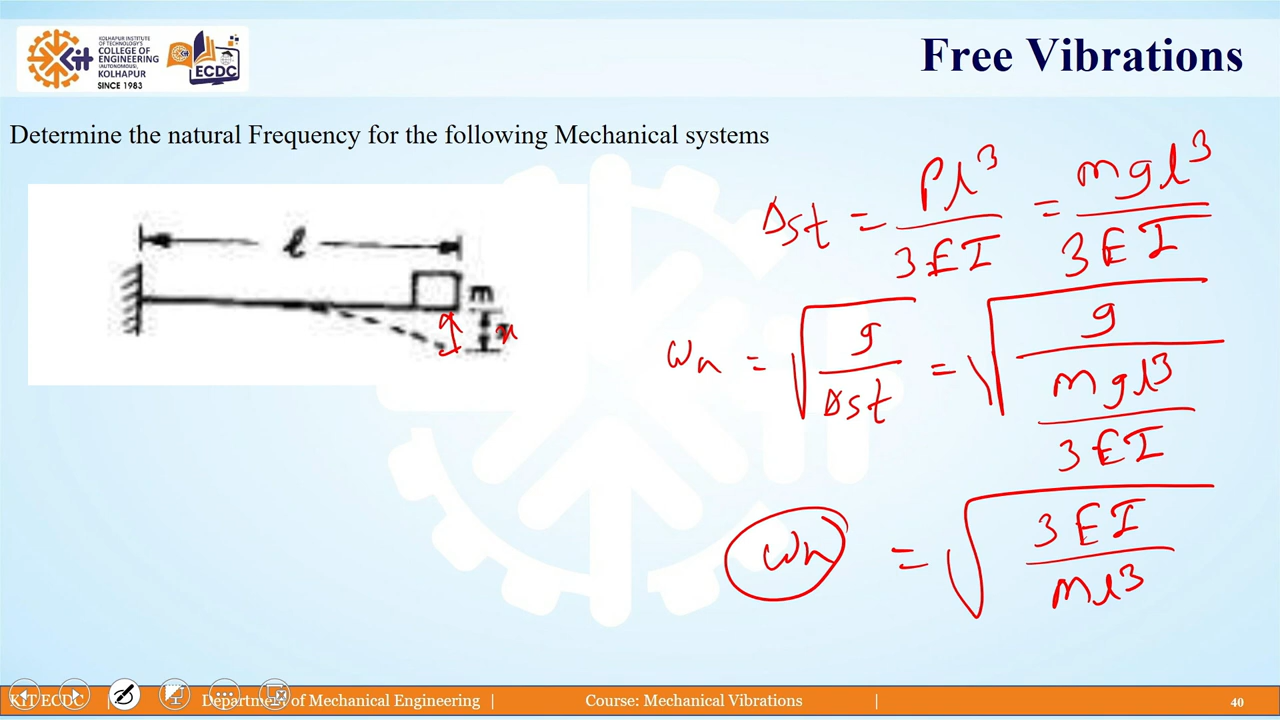 KOLHAPUR INSTITUTE
OF TECHNOLOGY'S
COLLEGE OF
ENGINEERING
(AUTONOMOUS),
KOLHAPUR
SINCE 1983
Kit
ECDC
Free Vibrations
Determine the natural Frequency for the following Mechanical systems
l
m
x
Δst = Pl³/3EI = mgl³/3EI
ωn = √(g/Δst) = √(g/(mgl³/3EI))
ωn = √(3EI/ml³)
KIT ECDC | Department of Mechanical Engineering | Course: Mechanical Vibrations | 40